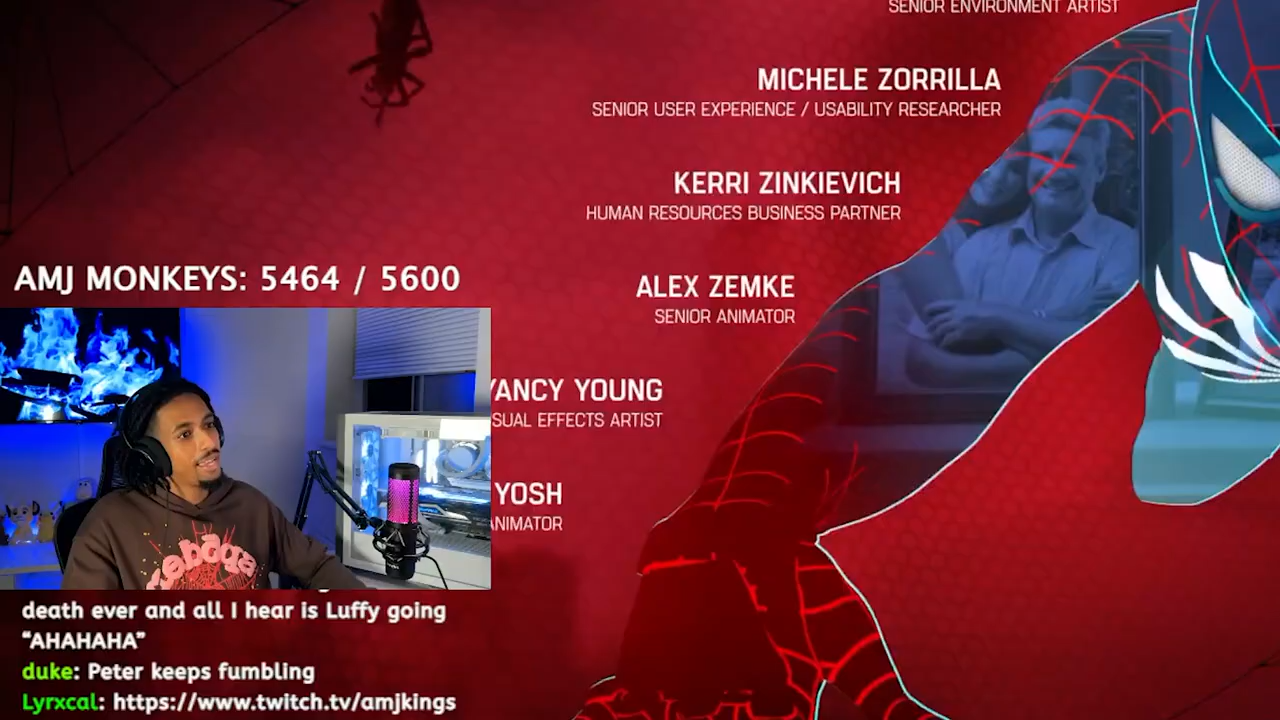 SENIOR ENVIRONMENT ARTIST
MICHELE ZORRILLA
SENIOR USER EXPERIENCE / USABILITY RESEARCHER
KERRI ZINKIEVICH
HUMAN RESOURCES BUSINESS PARTNER
ALEX ZEMKE
SENIOR ANIMATOR
YANCY YOUNG
SUAL EFFECTS ARTIST
YOSH
ANIMATOR
AMJ MONKEYS: 5464 / 5600
death ever and all I hear is Luffy going
“AHAHAHA”
duke: Peter keeps fumbling
Lyrxcal: https://www.twitch.tv/amjkings